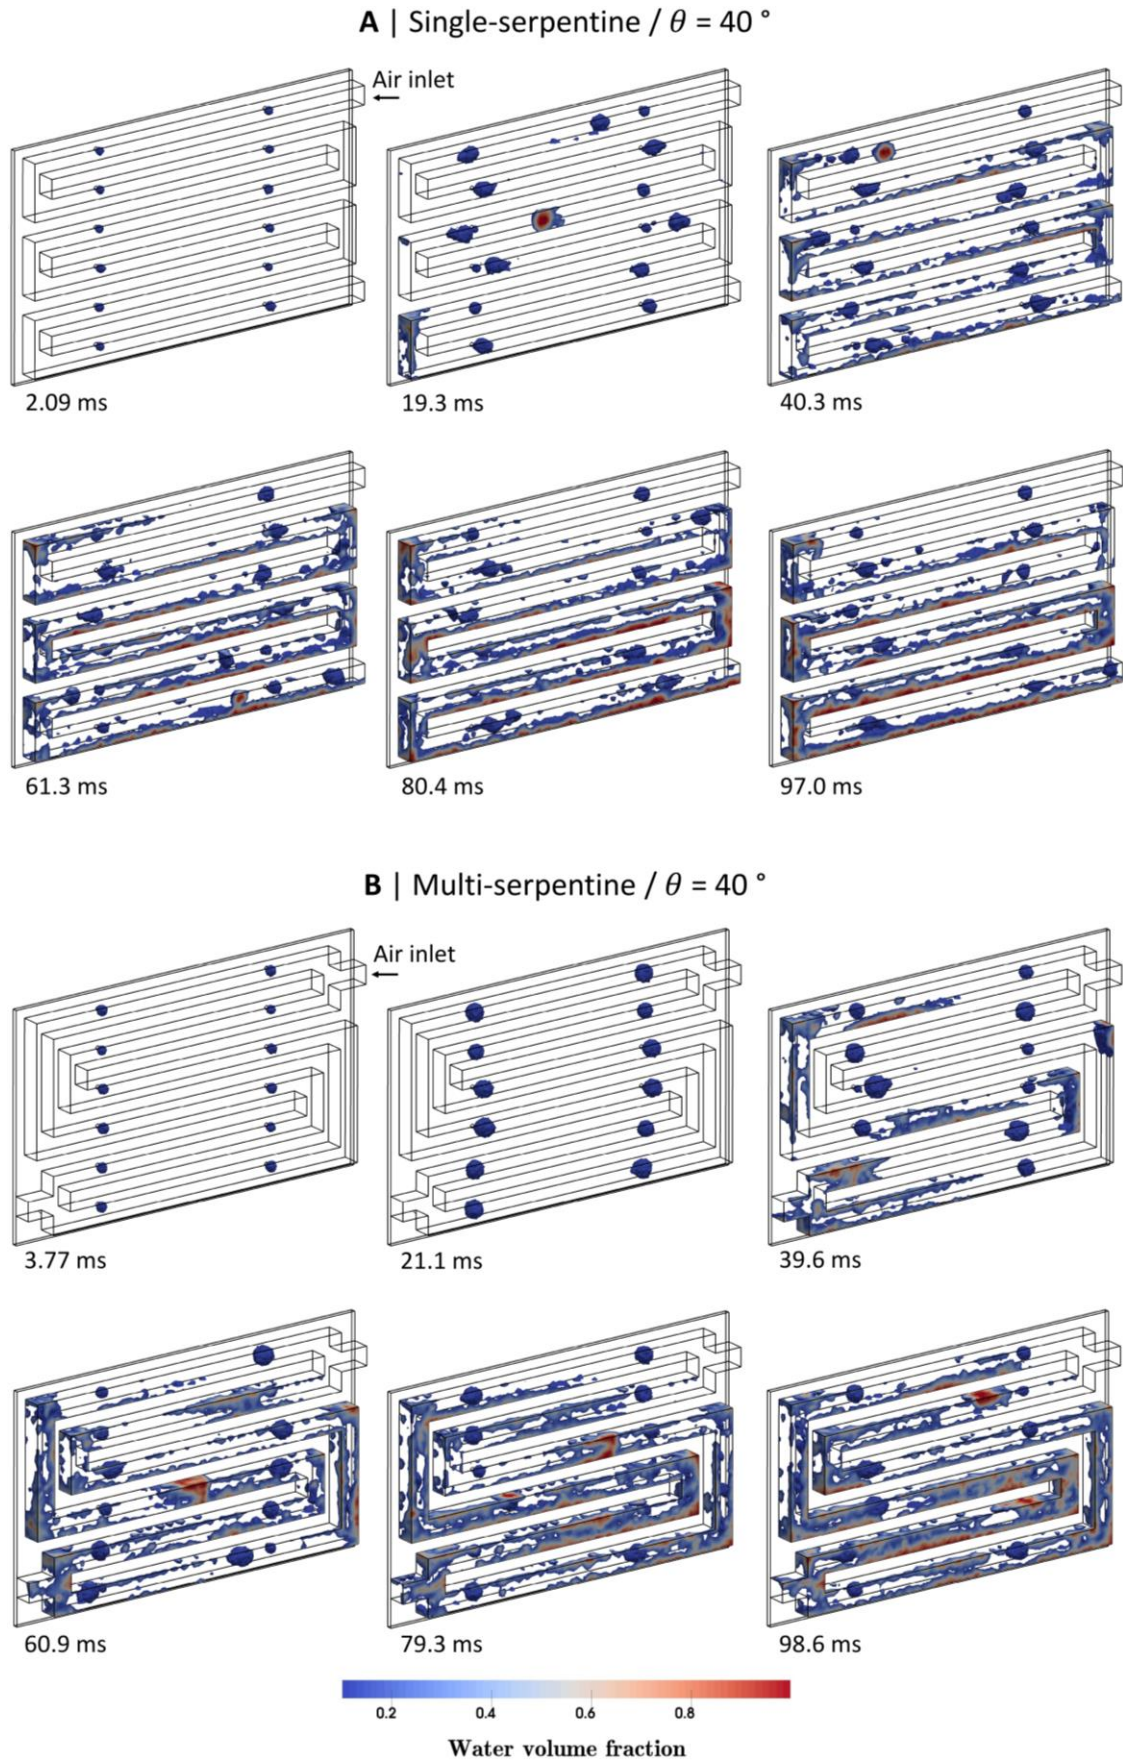 A | Single-serpentine / θ = 40 °
Air inlet
2.09 ms
19.3 ms
40.3 ms
61.3 ms
80.4 ms
97.0 ms
B | Multi-serpentine / θ = 40 °
Air inlet
3.77 ms
21.1 ms
39.6 ms
60.9 ms
79.3 ms
98.6 ms
0.2 0.4 0.6 0.8
Water volume fraction